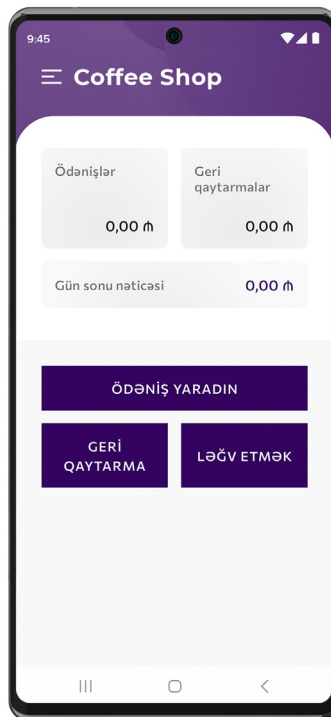 9:45
Coffee Shop
Ödənişlər
0,00 ₼
Geri
qaytarmalar
0,00 ₼
Gün sonu nəticəsi
0,00 ₼
ÖDƏNİŞ YARADIN
GERİ
QAYTARMA
LƏĞV ETMƏK